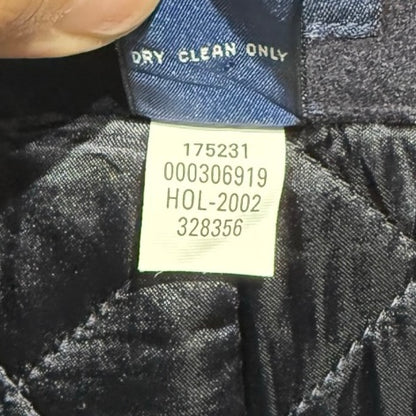 DRY CLEAN ONLY
175231
000306919
HOL-2002
328356